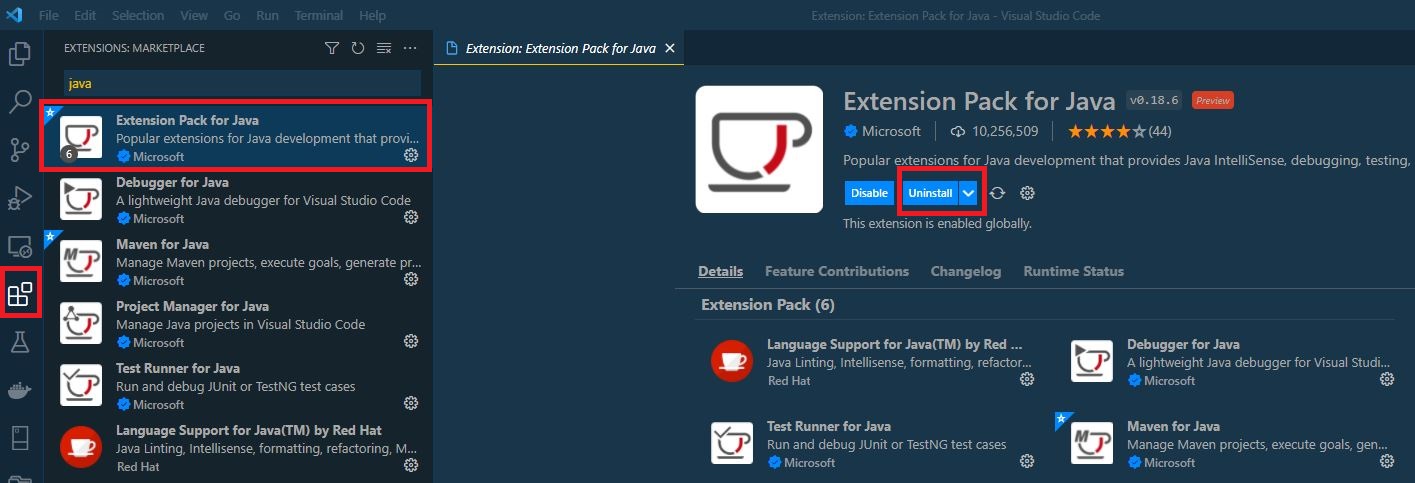 File Edit Selection View Go Run Terminal Help
Extension: Extension Pack for Java - Visual Studio Code
EXTENSIONS: MARKETPLACE
java
Extension Pack for Java
Popular extensions for Java development that provi...
6
Microsoft
Debugger for Java
A lightweight Java debugger for Visual Studio Code
Microsoft
Maven for Java
Manage Maven projects, execute goals, generate pr...
Microsoft
Project Manager for Java
Manage Java projects in Visual Studio Code
Microsoft
Test Runner for Java
Run and debug JUnit or TestNG test cases
Microsoft
Language Support for Java(TM) by Red Hat
Java Linting, Intellisense, formatting, refactoring, M...
Red Hat
Extension: Extension Pack for Java
Extension Pack for Java v0.18.6 Preview
Microsoft 10,256,509 (44)
Popular extensions for Java development that provides Java IntelliSense, debugging, testing,
Disable Uninstall
This extension is enabled globally.
Details Feature Contributions Changelog Runtime Status
Extension Pack (6)
Language Support for Java(TM) by Red ...
Java Linting, Intellisense, formatting, refactor...
Red Hat
Debugger for Java
A lightweight Java debugger for Visual Studi...
Microsoft
Test Runner for Java
Run and debug JUnit or TestNG test cases
Microsoft
Maven for Java
Manage Maven projects, execute goals, gen...
Microsoft